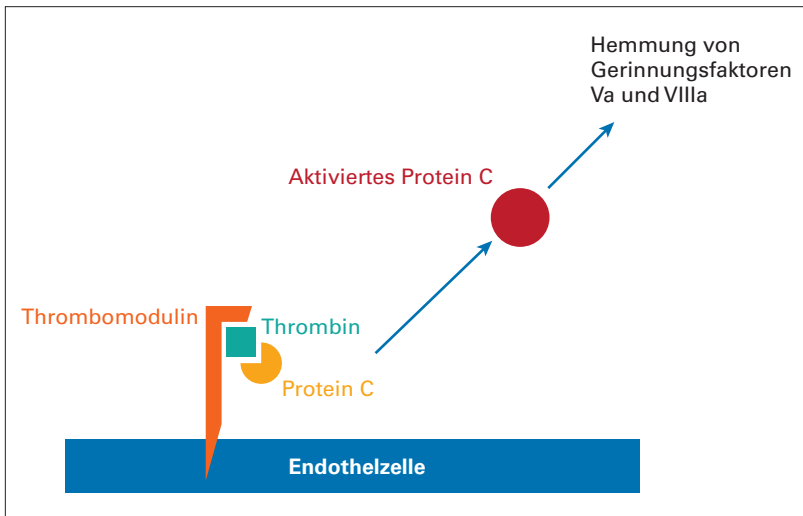 Hemmung von
Gerinnungsfaktoren
Va und VIIIa
Aktiviertes Protein C
Thrombomodulin
Thrombin
Protein C
Endothelzelle